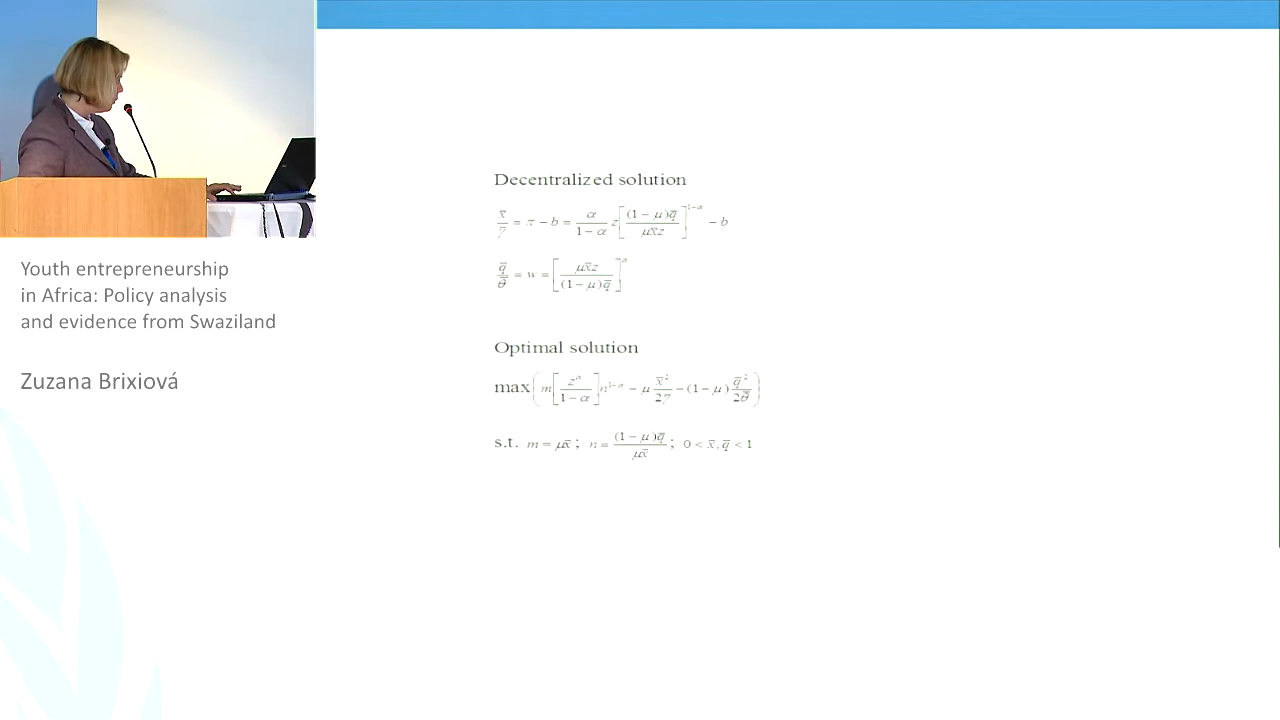 Youth entrepreneurship
in Africa: Policy analysis
and evidence from Swaziland
Zuzana Brixiová
Decentralized solution
x̄/γ = π − b = α/(1 − α) z[(1 − μ)q̄/μx̄z]^(1−α) − b
q̄/θ̄ = w = [μx̄z/(1 − μ)q̄]^α
Optimal solution
max(m[z^α/(1 − α)]n^(1−α) − μ x̄²/2γ − (1 − μ) q̄²/2θ̄)
s.t. m = μx̄ ; n = (1 − μ)q̄/μx̄ ; 0 < x̄, q̄ < 1